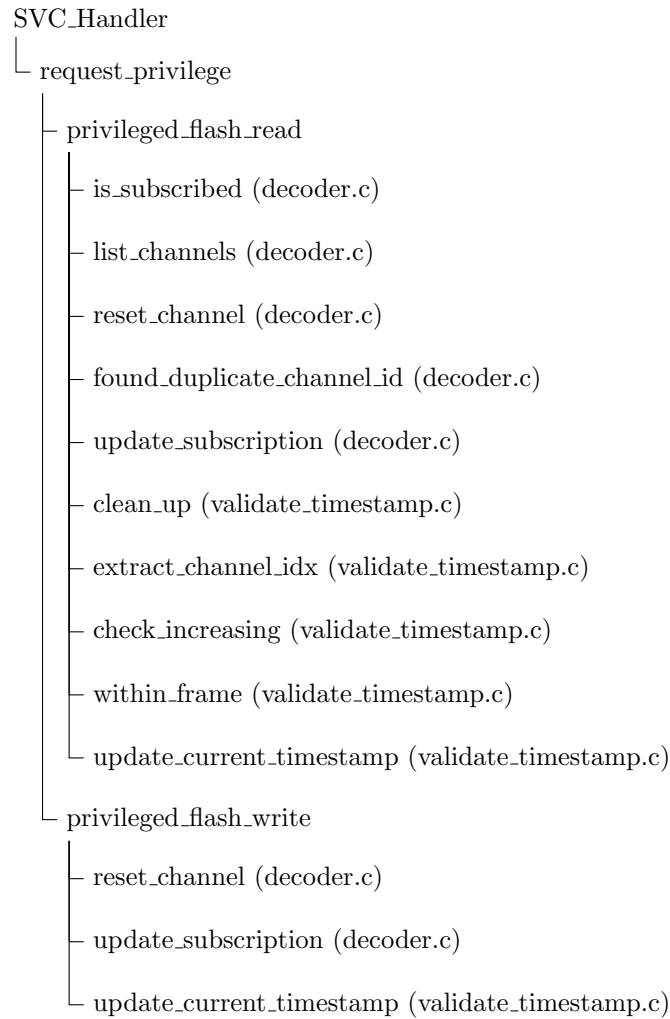 SVC_Handler
request_privilege
privileged_flash_read
is_subscribed (decoder.c)
list_channels (decoder.c)
reset_channel (decoder.c)
found_duplicate_channel_id (decoder.c)
update_subscription (decoder.c)
clean_up (validate_timestamp.c)
extract_channel_idx (validate_timestamp.c)
check_increasing (validate_timestamp.c)
within_frame (validate_timestamp.c)
update_current_timestamp (validate_timestamp.c)
privileged_flash_write
reset_channel (decoder.c)
update_subscription (decoder.c)
update_current_timestamp (validate_timestamp.c)